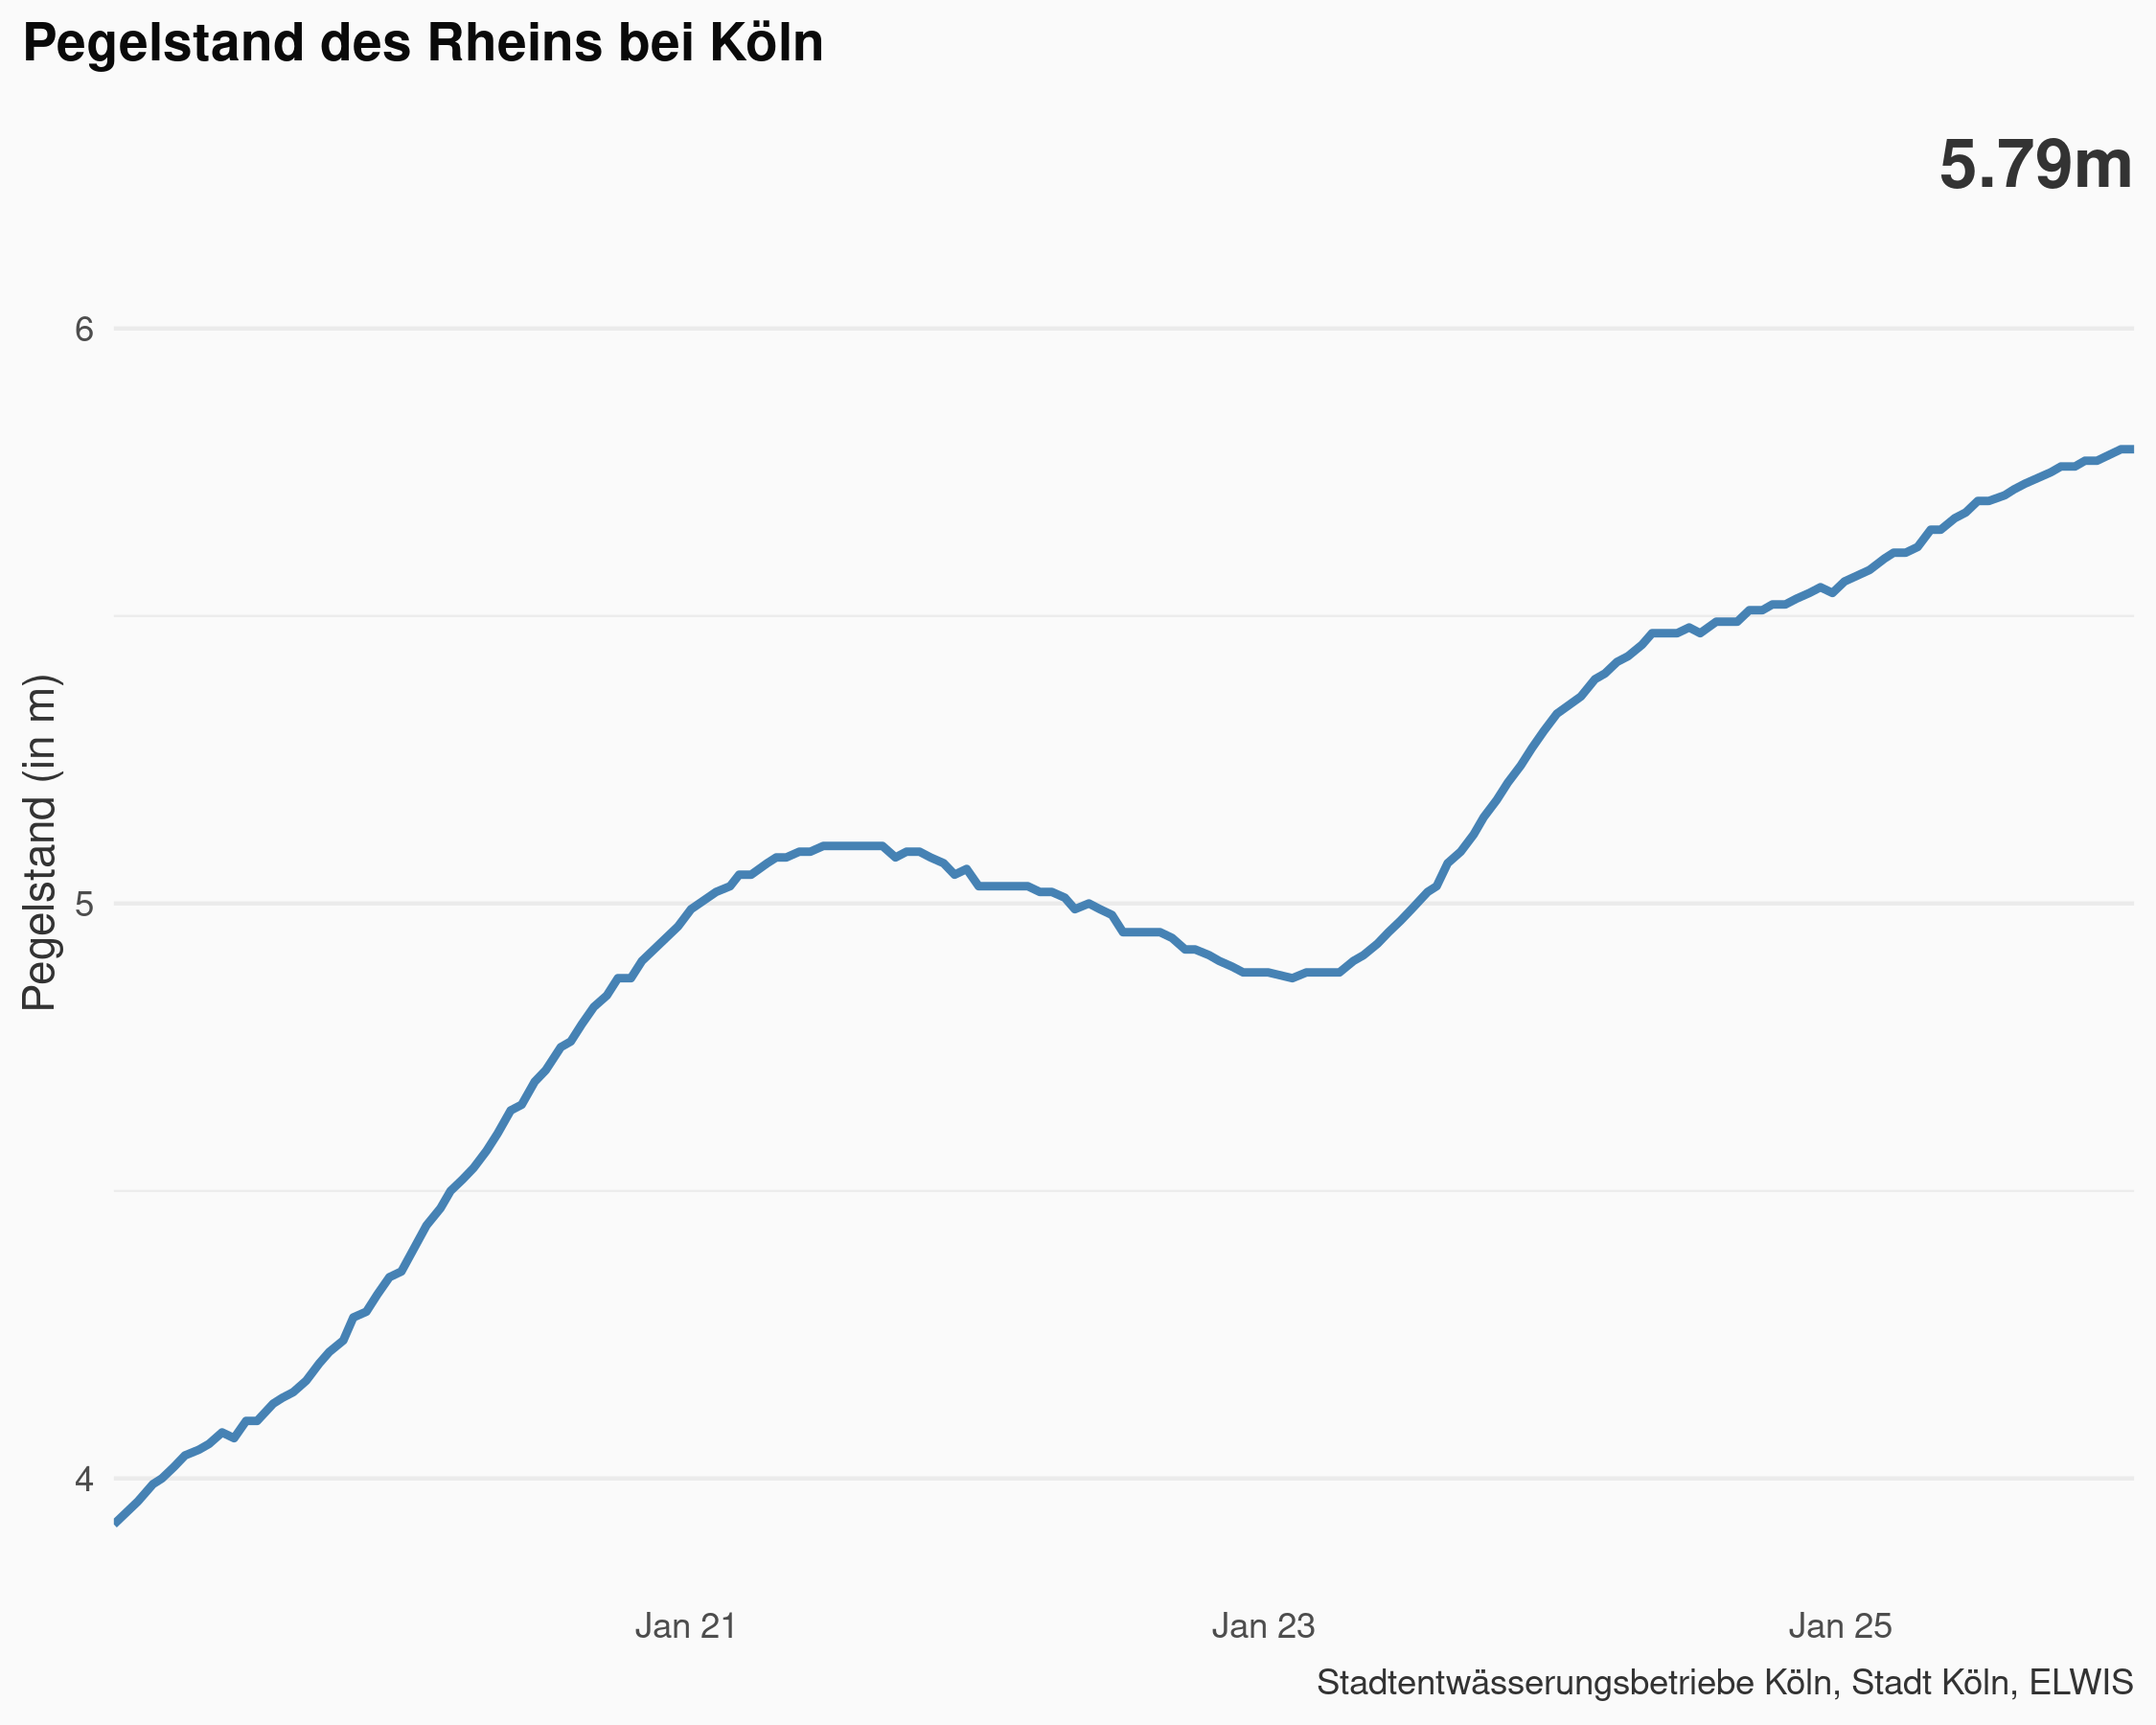 Pegelstand des Rheins bei Köln
5.79m
Pegelstand (in m)
6
5
4
Jan 21
Jan 23
Jan 25
Stadtentwässerungsbetriebe Köln, Stadt Köln, ELWIS